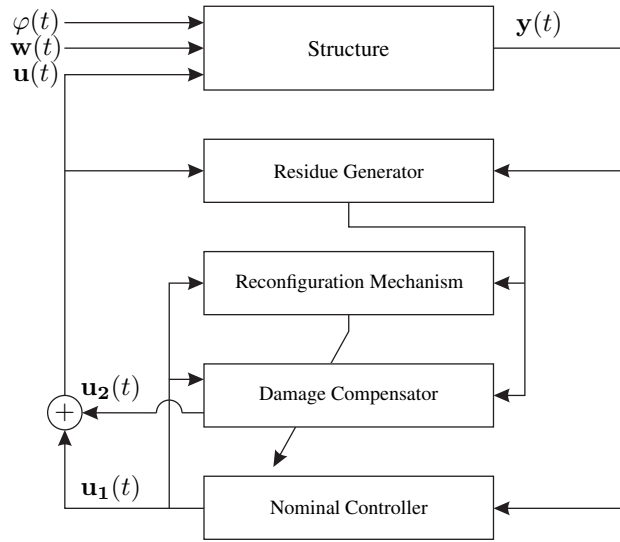 φ(t)
w(t)
u(t)
Structure
y(t)
Residue Generator
Reconfiguration Mechanism
Damage Compensator
u₂(t)
+
u₁(t)
Nominal Controller